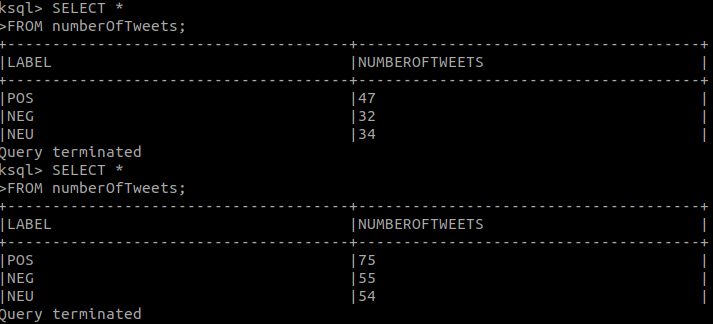 ksql> SELECT *
>FROM numberOfTweets;
+--------------------------------------+--------------------------------------+
|LABEL                                 |NUMBEROFTWEETS                        |
+--------------------------------------+--------------------------------------+
|POS                                   |47                                    |
|NEG                                   |32                                    |
|NEU                                   |34                                    |
Query terminated
ksql> SELECT *
>FROM numberOfTweets;
+--------------------------------------+--------------------------------------+
|LABEL                                 |NUMBEROFTWEETS                        |
+--------------------------------------+--------------------------------------+
|POS                                   |75                                    |
|NEG                                   |55                                    |
|NEU                                   |54                                    |
Query terminated